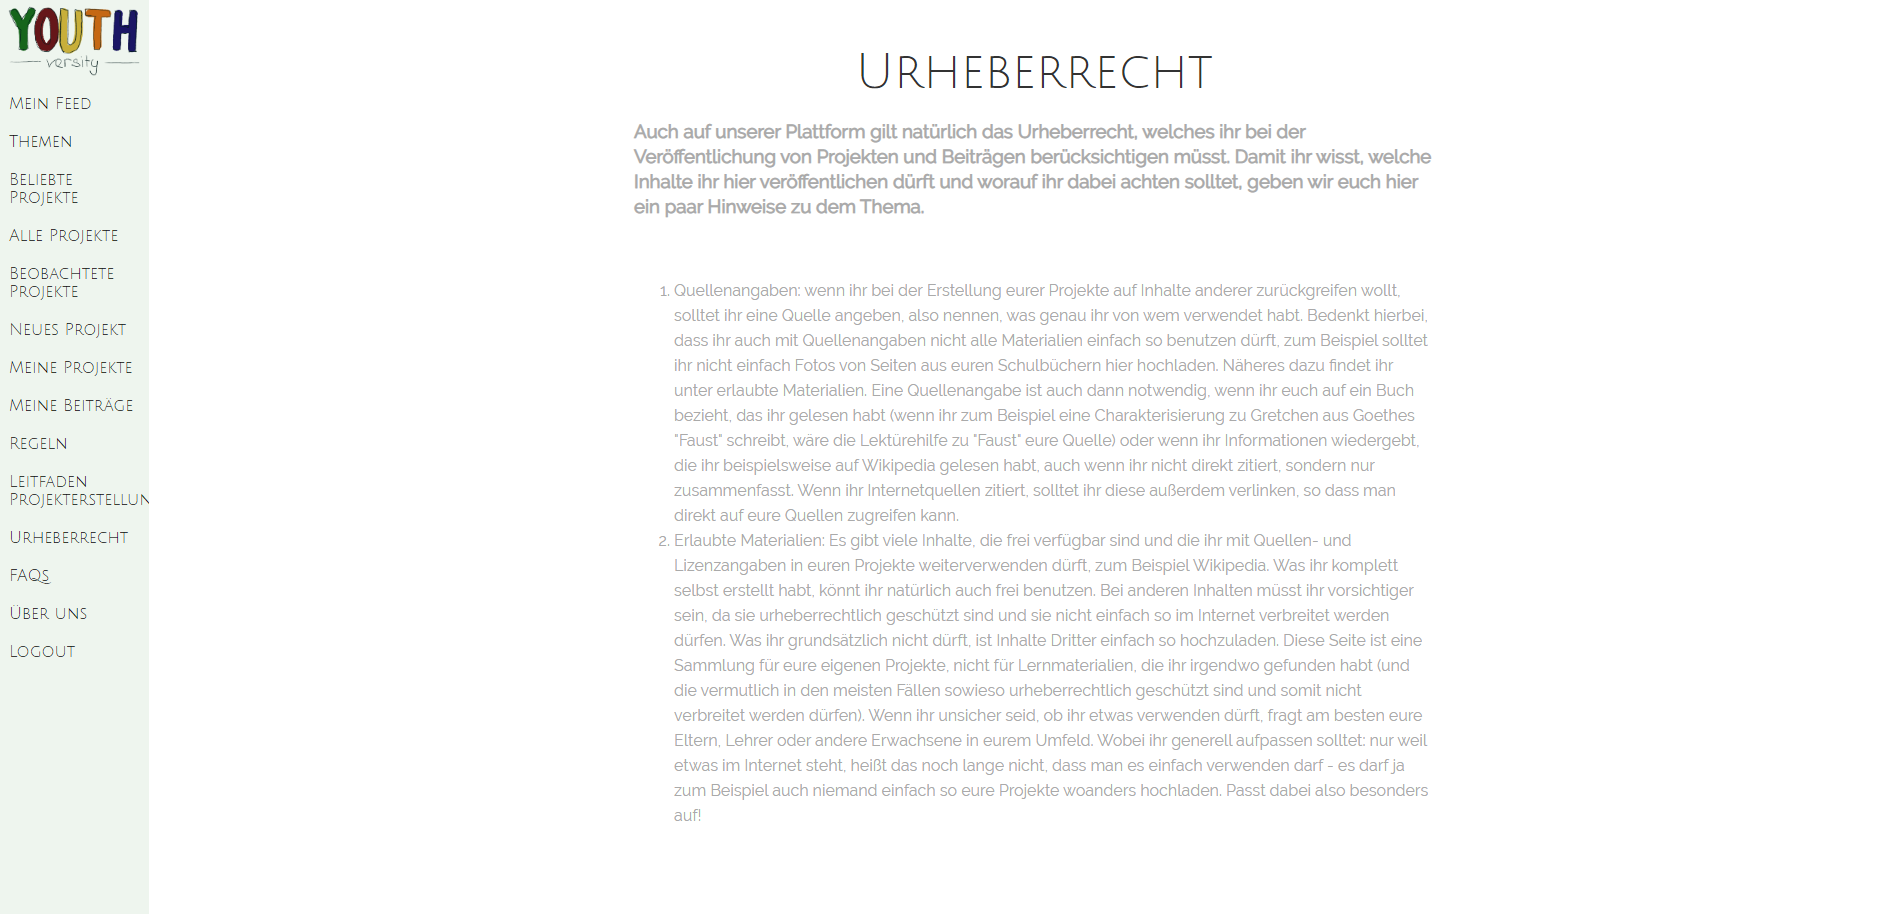 YOUTH
versity
Mein Feed
Themen
Beliebte
Projekte
Alle Projekte
Beobachtete
Projekte
Neues Projekt
Meine Projekte
Meine Beiträge
Regeln
Leitfaden
Projekterstellun
Urheberrecht
FAQs
Über uns
Logout
Urheberrecht
Auch auf unserer Plattform gilt natürlich das Urheberrecht, welches ihr bei der
Veröffentlichung von Projekten und Beiträgen berücksichtigen müsst. Damit ihr wisst, welche
Inhalte ihr hier veröffentlichen dürft und worauf ihr dabei achten solltet, geben wir euch hier
ein paar Hinweise zu dem Thema.
1. Quellenangaben: wenn ihr bei der Erstellung eurer Projekte auf Inhalte anderer zurückgreifen wollt,
solltet ihr eine Quelle angeben, also nennen, was genau ihr von wem verwendet habt. Bedenkt hierbei,
dass ihr auch mit Quellenangaben nicht alle Materialien einfach so benutzen dürft, zum Beispiel solltet
ihr nicht einfach Fotos von Seiten aus euren Schulbüchern hier hochladen. Näheres dazu findet ihr
unter erlaubte Materialien. Eine Quellenangabe ist auch dann notwendig, wenn ihr euch auf ein Buch
bezieht, das ihr gelesen habt (wenn ihr zum Beispiel eine Charakterisierung zu Gretchen aus Goethes
"Faust" schreibt, wäre die Lektürehilfe zu "Faust" eure Quelle) oder wenn ihr Informationen wiedergebt,
die ihr beispielsweise auf Wikipedia gelesen habt, auch wenn ihr nicht direkt zitiert, sondern nur
zusammenfasst. Wenn ihr Internetquellen zitiert, solltet ihr diese außerdem verlinken, so dass man
direkt auf eure Quellen zugreifen kann.
2. Erlaubte Materialien: Es gibt viele Inhalte, die frei verfügbar sind und die ihr mit Quellen- und
Lizenzangaben in euren Projekte weiterverwenden dürft, zum Beispiel Wikipedia. Was ihr komplett
selbst erstellt habt, könnt ihr natürlich auch frei benutzen. Bei anderen Inhalten müsst ihr vorsichtiger
sein, da sie urheberrechtlich geschützt sind und sie nicht einfach so im Internet verbreitet werden
dürfen. Was ihr grundsätzlich nicht dürft, ist Inhalte Dritter einfach so hochzuladen. Diese Seite ist eine
Sammlung für eure eigenen Projekte, nicht für Lernmaterialien, die ihr irgendwo gefunden habt (und
die vermutlich in den meisten Fällen sowieso urheberrechtlich geschützt sind und somit nicht
verbreitet werden dürfen). Wenn ihr unsicher seid, ob ihr etwas verwenden dürft, fragt am besten eure
Eltern, Lehrer oder andere Erwachsene in eurem Umfeld. Wobei ihr generell aufpassen solltet: nur weil
etwas im Internet steht, heißt das noch lange nicht, dass man es einfach verwenden darf - es darf ja
zum Beispiel auch niemand einfach so eure Projekte woanders hochladen. Passt dabei also besonders
auf!